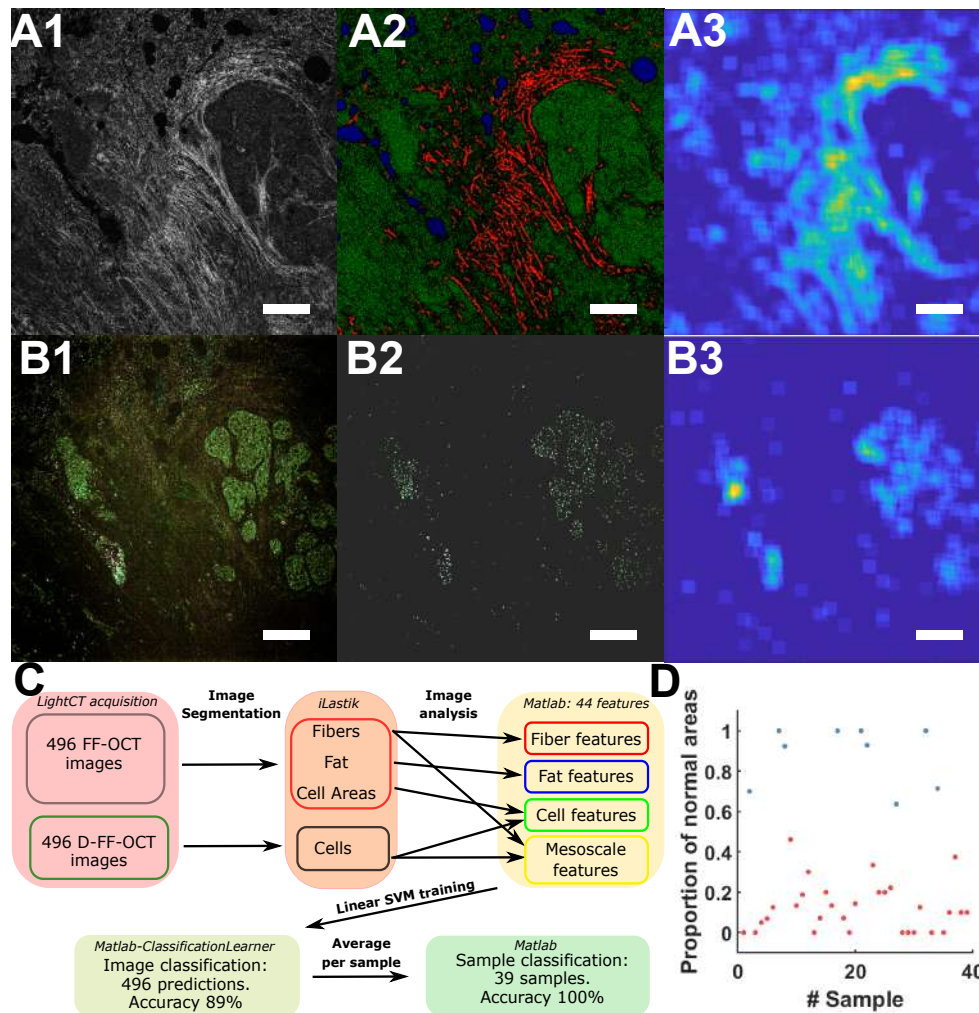 A1
A2
A3
B1
B2
B3
C
LightCT acquisition
496 FF-OCT
images
496 D-FF-OCT
images
Image
Segmentation
iLastik
Fibers
Fat
Cell Areas
Cells
Image
analysis
Matlab: 44 features
Fiber features
Fat features
Cell features
Mesoscale
features
Linear SVM training
Matlab-ClassificationLearner
Image classification:
496 predictions.
Accuracy 89%
Average
per sample
Matlab
Sample classification:
39 samples.
Accuracy 100%
D
Proportion of normal areas
1
0.8
0.6
0.4
0.2
0
0
20
40
# Sample